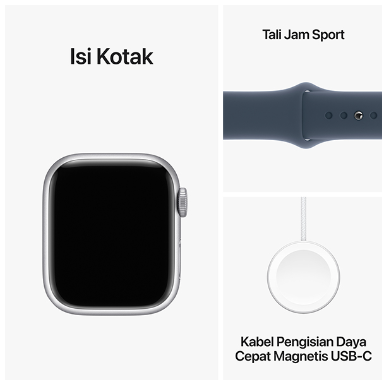 Isi Kotak
Tali Jam Sport
Kabel Pengisian Daya
Cepat Magnetis USB-C